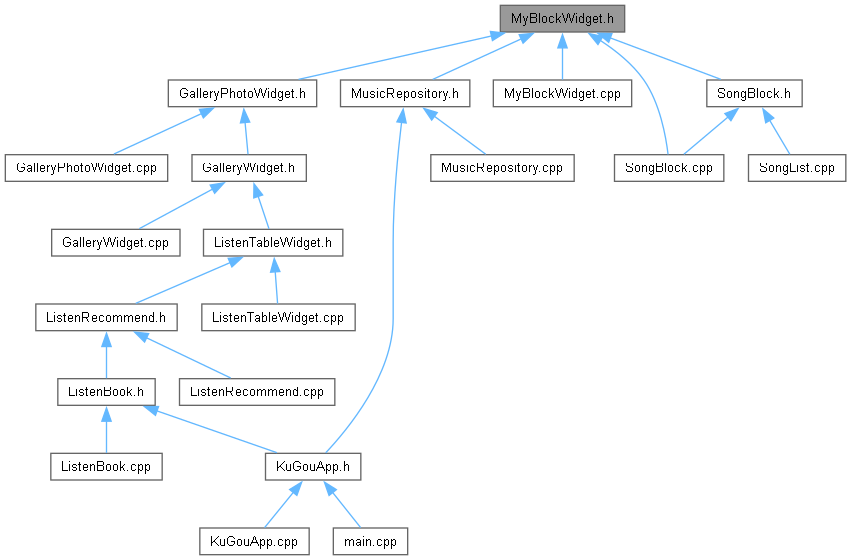 MyBlockWidget.h
GalleryPhotoWidget.h
MusicRepository.h
MyBlockWidget.cpp
SongBlock.h
GalleryPhotoWidget.cpp
GalleryWidget.h
MusicRepository.cpp
SongBlock.cpp
SongList.cpp
GalleryWidget.cpp
ListenTableWidget.h
ListenRecommend.h
ListenTableWidget.cpp
ListenBook.h
ListenRecommend.cpp
ListenBook.cpp
KuGouApp.h
KuGouApp.cpp
main.cpp